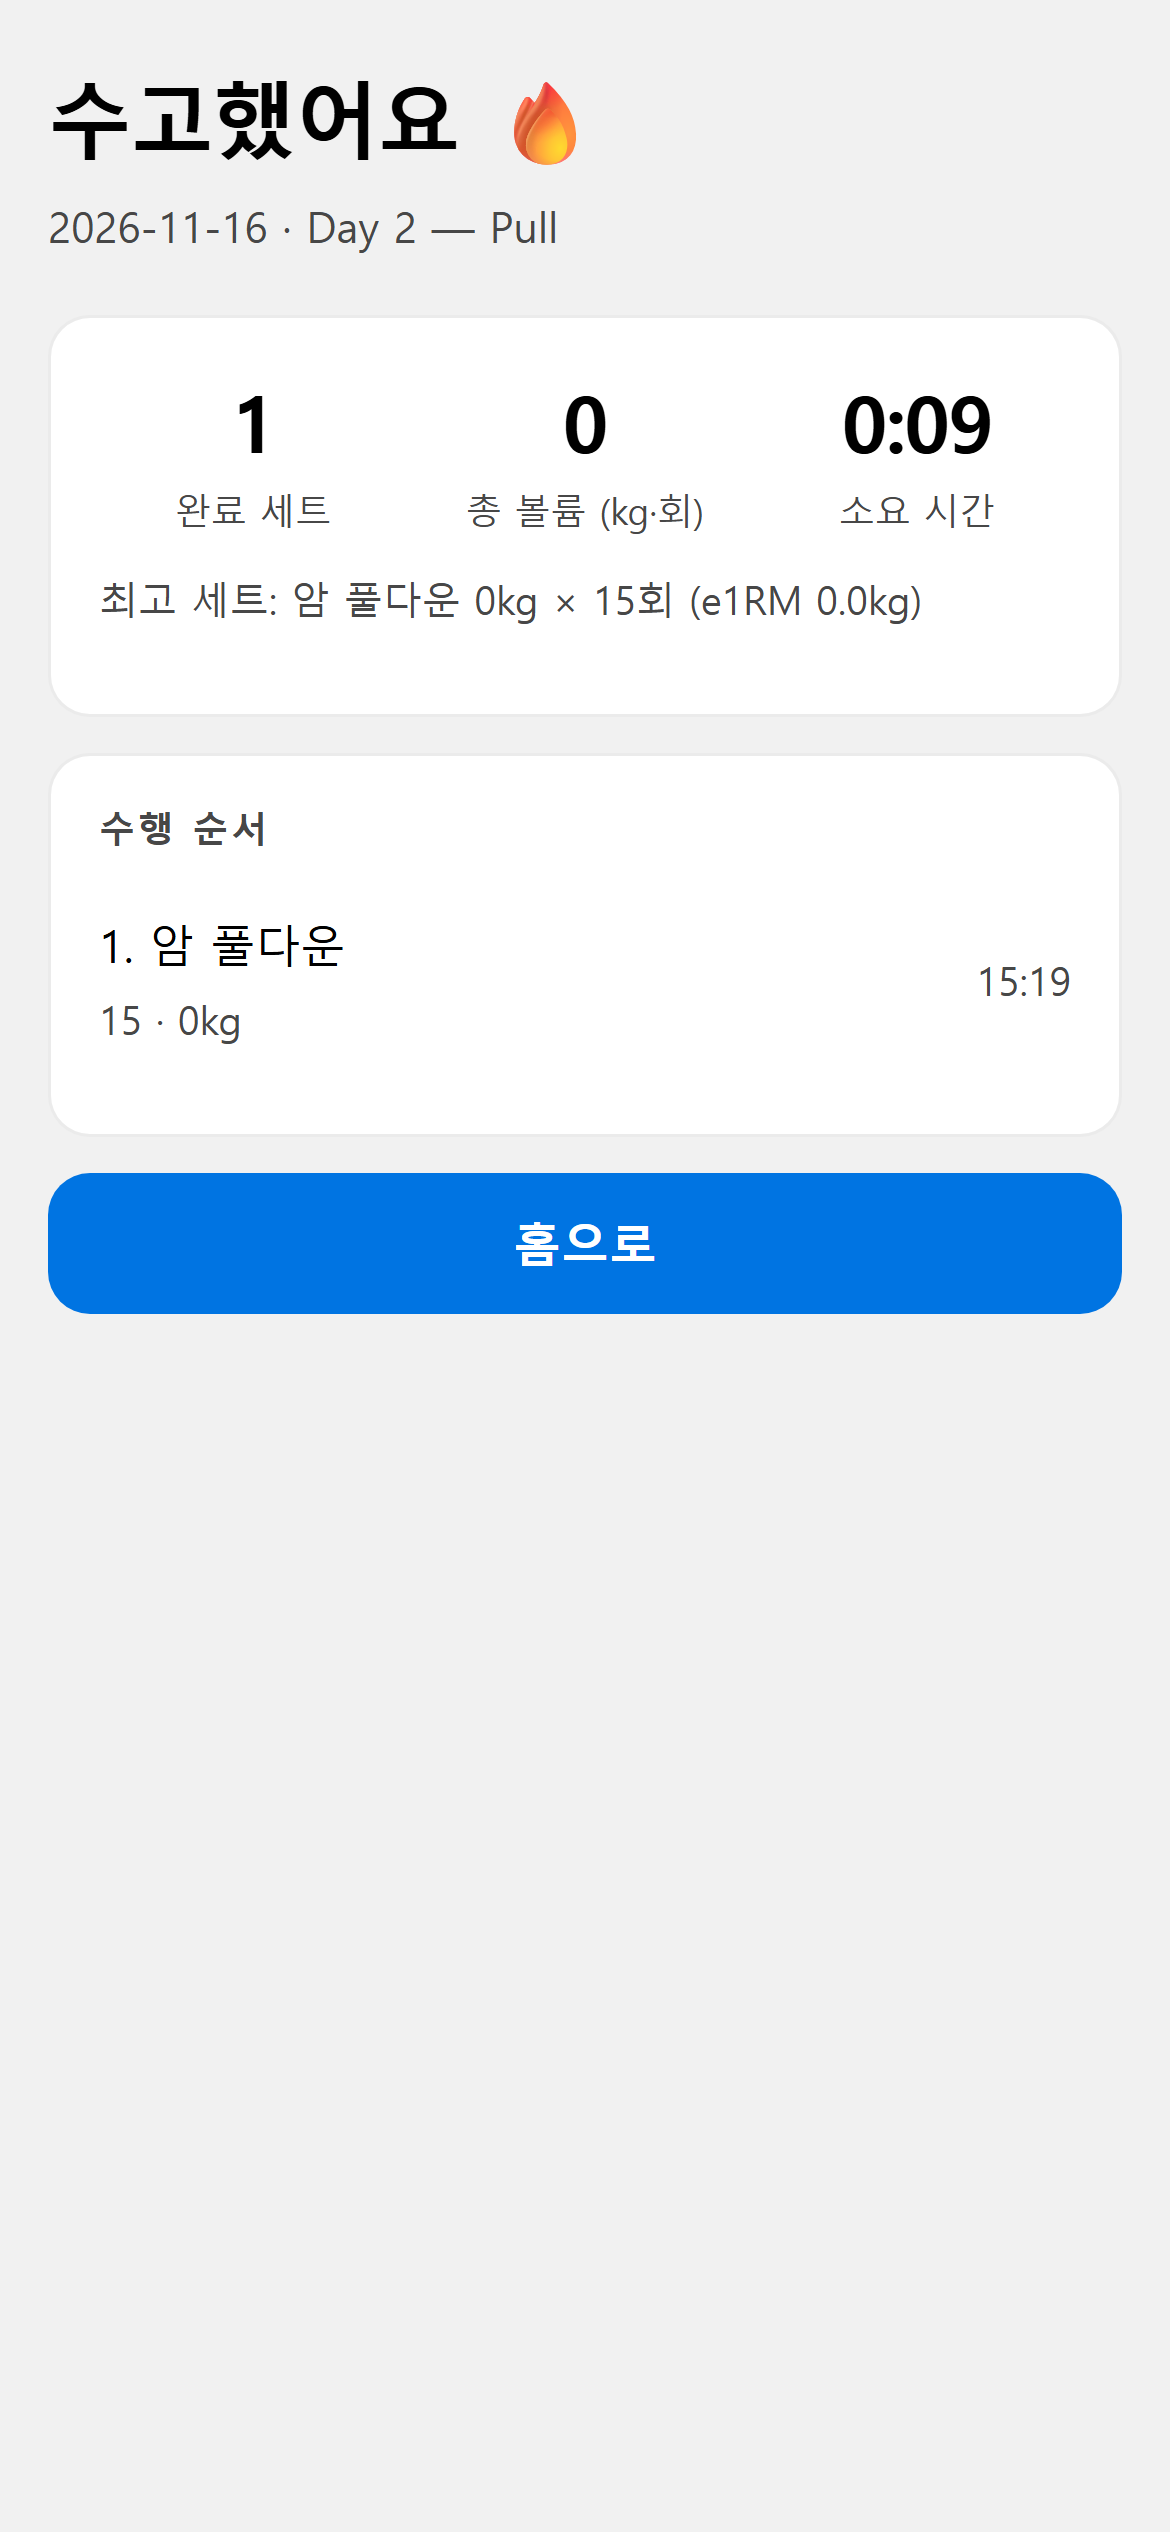 수고했어요 🔥
2026-11-16 · Day 2 — Pull
1
완료 세트
0
총 볼륨 (kg·회)
0:09
소요 시간
최고 세트: 암 풀다운 0kg × 15회 (e1RM 0.0kg)
수행 순서
1. 암 풀다운
15 · 0kg
15:19
홈으로